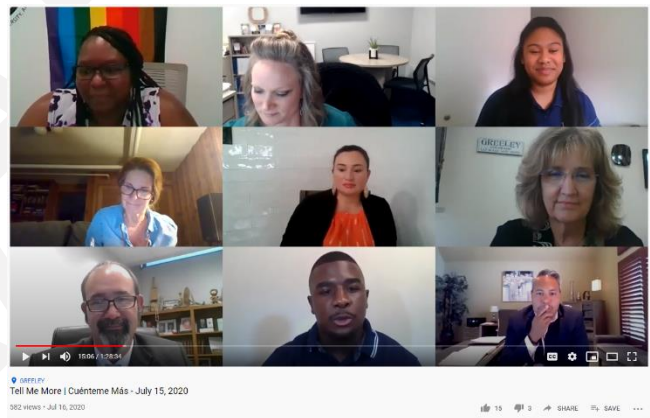 GREELEY
15:06 / 1:28:34
CC
GREELEY
Tell Me More | Cuénteme Más - July 15, 2020
582 views • Jul 16, 2020
15
3
SHARE
SAVE